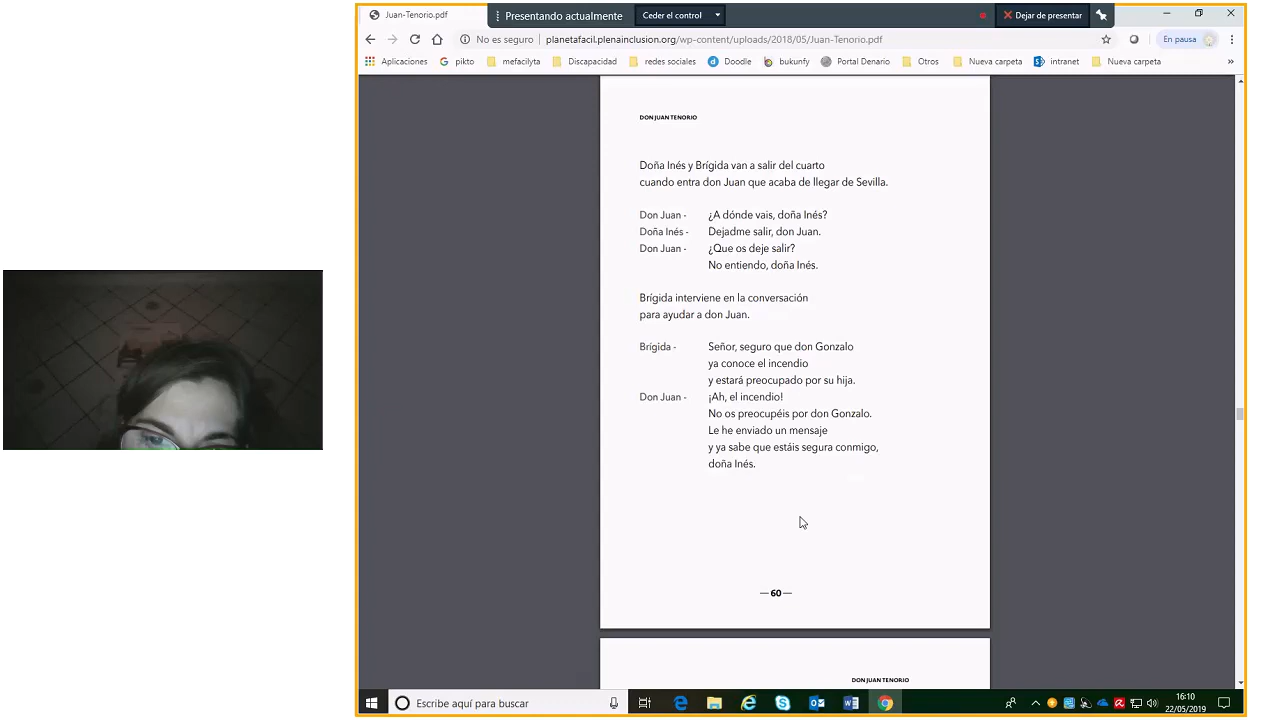 Juan-Tenorio.pdf
Presentando actualmente
Ceder el control
Dejar de presentar
No es seguro | planetafacil.plenainclusion.org/wp-content/uploads/2018/05/Juan-Tenorio.pdf
En pausa
Aplicaciones
pikto
mefacilyta
Discapacidad
redes sociales
Doodle
bukunfy
Portal Denario
Otros
Nueva carpeta
intranet
Nueva carpeta
»
DON JUAN TENORIO
Doña Inés y Brígida van a salir del cuarto
cuando entra don Juan que acaba de llegar de Sevilla.
Don Juan - ¿A dónde vais, doña Inés?
Doña Inés - Dejadme salir, don Juan.
Don Juan - ¿Que os deje salir?
No entiendo, doña Inés.
Brígida interviene en la conversación
para ayudar a don Juan.
Brígida - Señor, seguro que don Gonzalo
ya conoce el incendio
y estará preocupado por su hija.
Don Juan - ¡Ah, el incendio!
No os preocupéis por don Gonzalo.
Le he enviado un mensaje
y ya sabe que estáis segura conmigo,
doña Inés.
— 60 —
DON JUAN TENORIO
Escribe aquí para buscar
16:10
22/05/2019